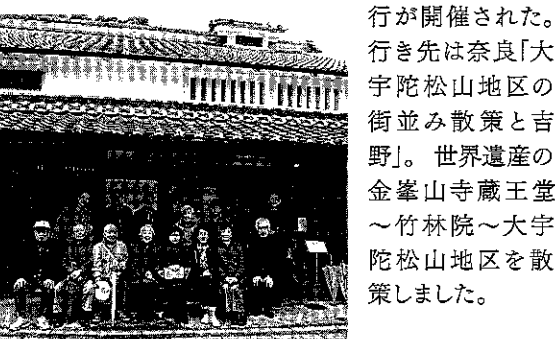 行が開催された。
行き先は奈良「大
宇陀松山地区の
街並み散策と吉
野」。世界遺産の
金峯山寺蔵王堂
～竹林院～大宇
陀松山地区を散
策しました。